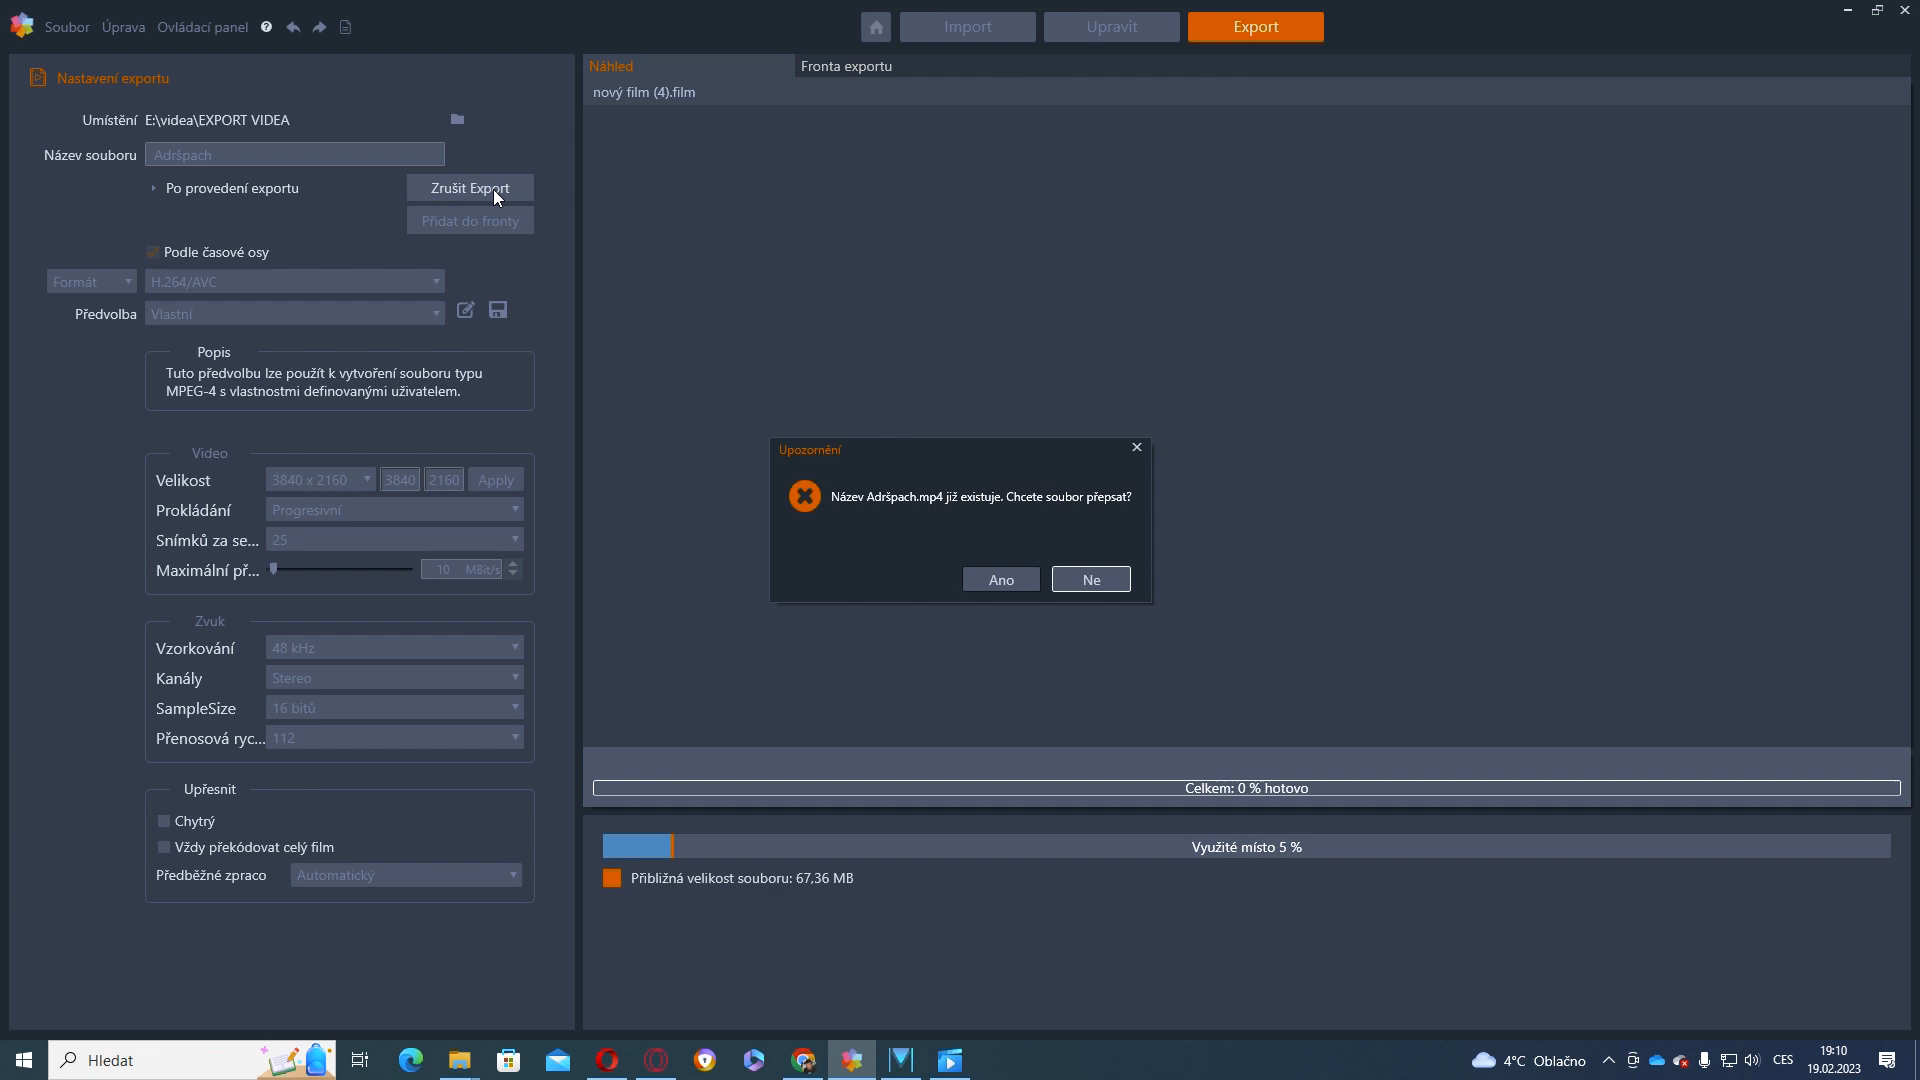 Soubor Úprava Ovládací panel
Import Upravit Export
Nastavení exportu
Umístění E:\videa\EXPORT VIDEA
Název souboru Adršpach
Po provedení exportu
Zrušit Export
Přidat do fronty
Podle časové osy
Formát H.264/AVC
Předvolba Vlastní
Popis
Tuto předvolbu lze použít k vytvoření souboru typu
MPEG-4 s vlastnostmi definovanými uživatelem.
Video
Velikost 3840 x 2160 3840 2160 Apply
Prokládání Progresivní
Snímků za se... 25
Maximální př... 10 MBit/s
Zvuk
Vzorkování 48 kHz
Kanály Stereo
SampleSize 16 bitů
Přenosová ryc... 112
Upřesnit
Chytrý
Vždy překódovat celý film
Předběžné zpraco Automatický
Náhled Fronta exportu
nový film (4).film
Upozornění
Název Adršpach.mp4 již existuje. Chcete soubor přepsat?
Ano Ne
Celkem: 0 % hotovo
Využité místo 5 %
Přibližná velikost souboru: 67,36 MB
Hledat
4°C Oblačno
CES
19:10
19.02.2023